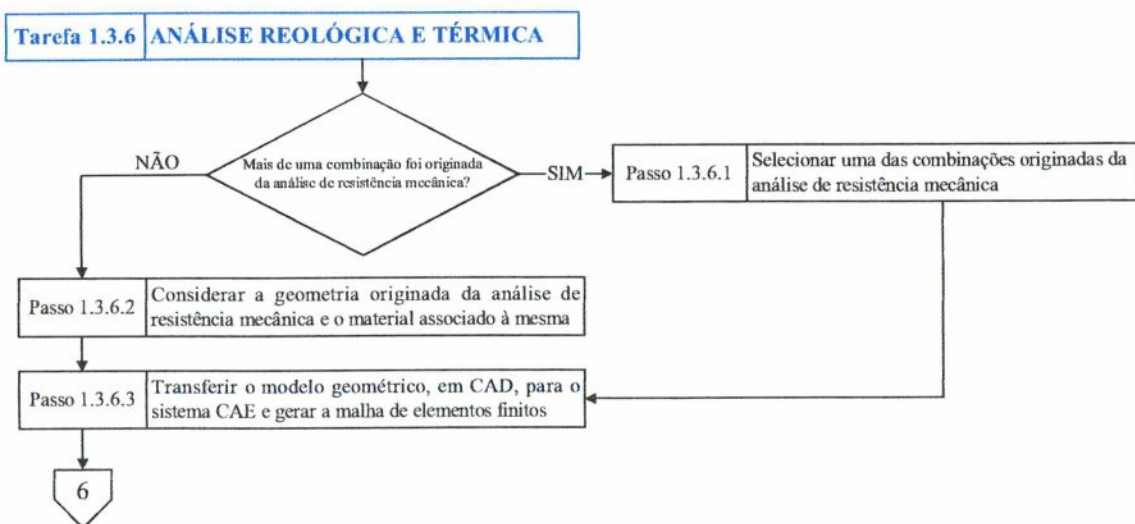 Tarefa 1.3.6 ANÁLISE REOLÓGICA E TÉRMICA
Mais de uma combinação foi originada
da análise de resistência mecânica?
NÃO
SIM
Passo 1.3.6.1
Selecionar uma das combinações originadas da
análise de resistência mecânica
Passo 1.3.6.2
Considerar a geometria originada da análise de
resistência mecânica e o material associado à mesma
Passo 1.3.6.3
Transferir o modelo geométrico, em CAD, para o
sistema CAE e gerar a malha de elementos finitos
6